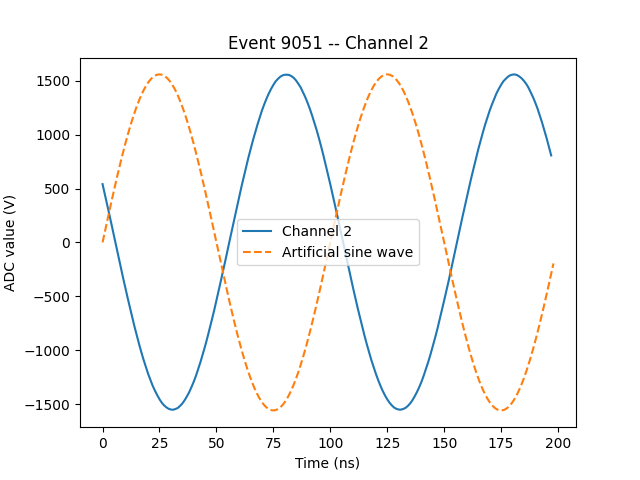 Event 9051 -- Channel 2
ADC value (V)
1500
1000
500
0
−500
−1000
−1500
Channel 2
Artificial sine wave
0 25 50 75 100 125 150 175 200
Time (ns)